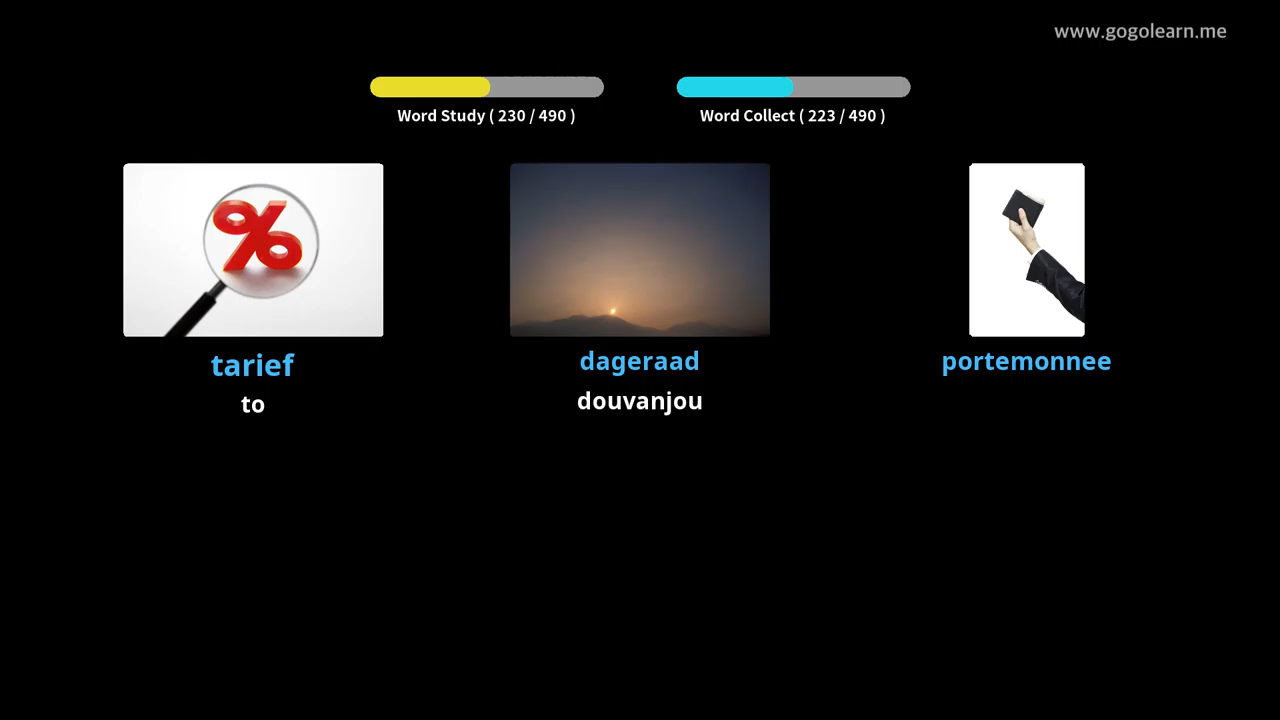 www.gogolearn.me
Word Study ( 230 / 490 )
Word Collect ( 223 / 490 )
%
tarief
dageraad
portemonnee
to
douvanjou